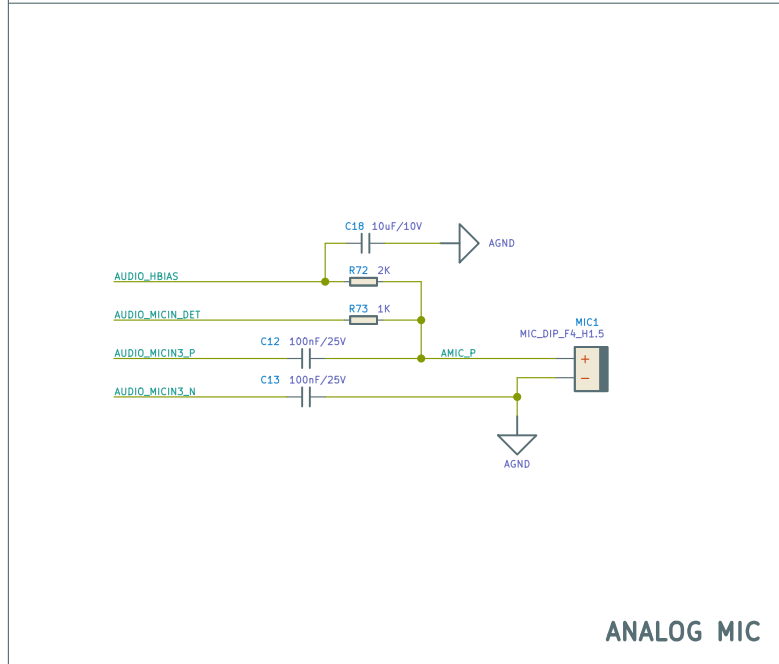 C18 10uF/10V
AGND
R72 2K
AUDIO_HBIAS
R73 1K
AUDIO_MICIN_DET
MIC1
MIC_DIP_F4_H1.5
C12 100nF/25V
AUDIO_MICIN3_P
AMIC_P
+
C13 100nF/25V
−
AUDIO_MICIN3_N
AGND
ANALOG MIC